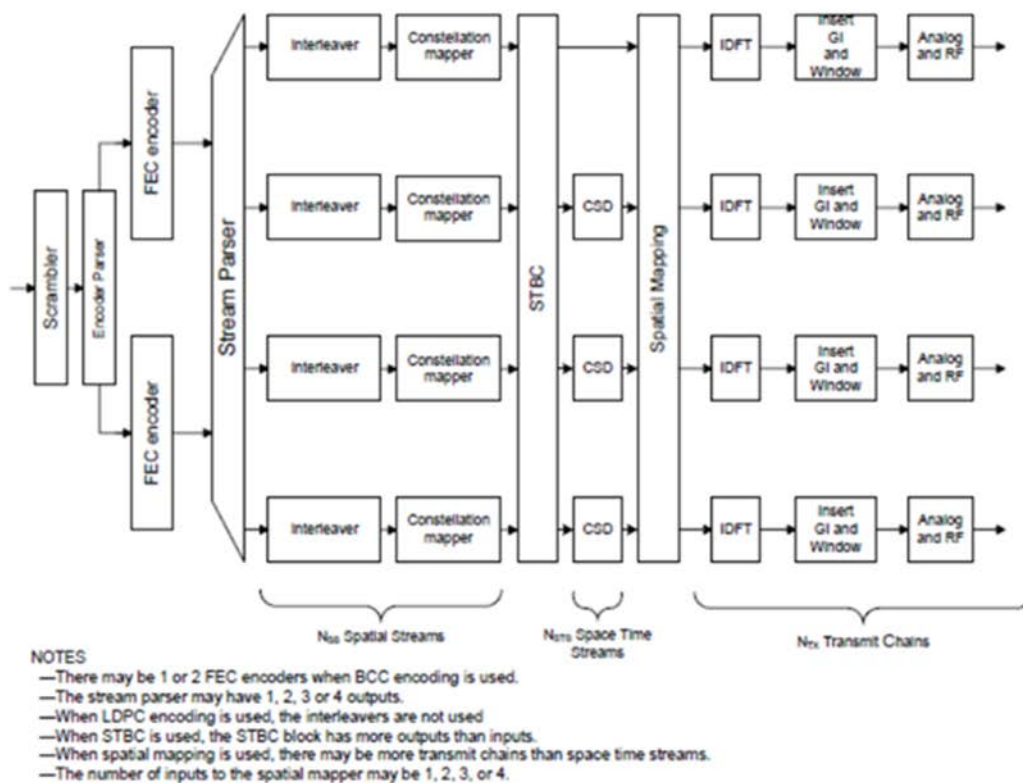 Interleaver
Constellation
mapper
IDFT
Insert
GI
and
Window
Analog
and RF
FEC encoder
Interleaver
Constellation
mapper
CSD
IDFT
Insert
GI and
Window
Analog
and RF
Scrambler
Encoder Parser
Stream Parser
STBC
Spatial Mapping
Interleaver
Constellation
mapper
CSD
IDFT
Insert
GI and
Window
Analog
and RF
FEC encoder
Interleaver
Constellation
mapper
CSD
IDFT
Insert
GI and
Window
Analog
and RF
NSS Spatial Streams
NSTS Space Time
Streams
NTX Transmit Chains
NOTES
—There may be 1 or 2 FEC encoders when BCC encoding is used.
—The stream parser may have 1, 2, 3 or 4 outputs.
—When LDPC encoding is used, the interleavers are not used
—When STBC is used, the STBC block has more outputs than inputs.
—When spatial mapping is used, there may be more transmit chains than space time streams.
—The number of inputs to the spatial mapper may be 1, 2, 3, or 4.